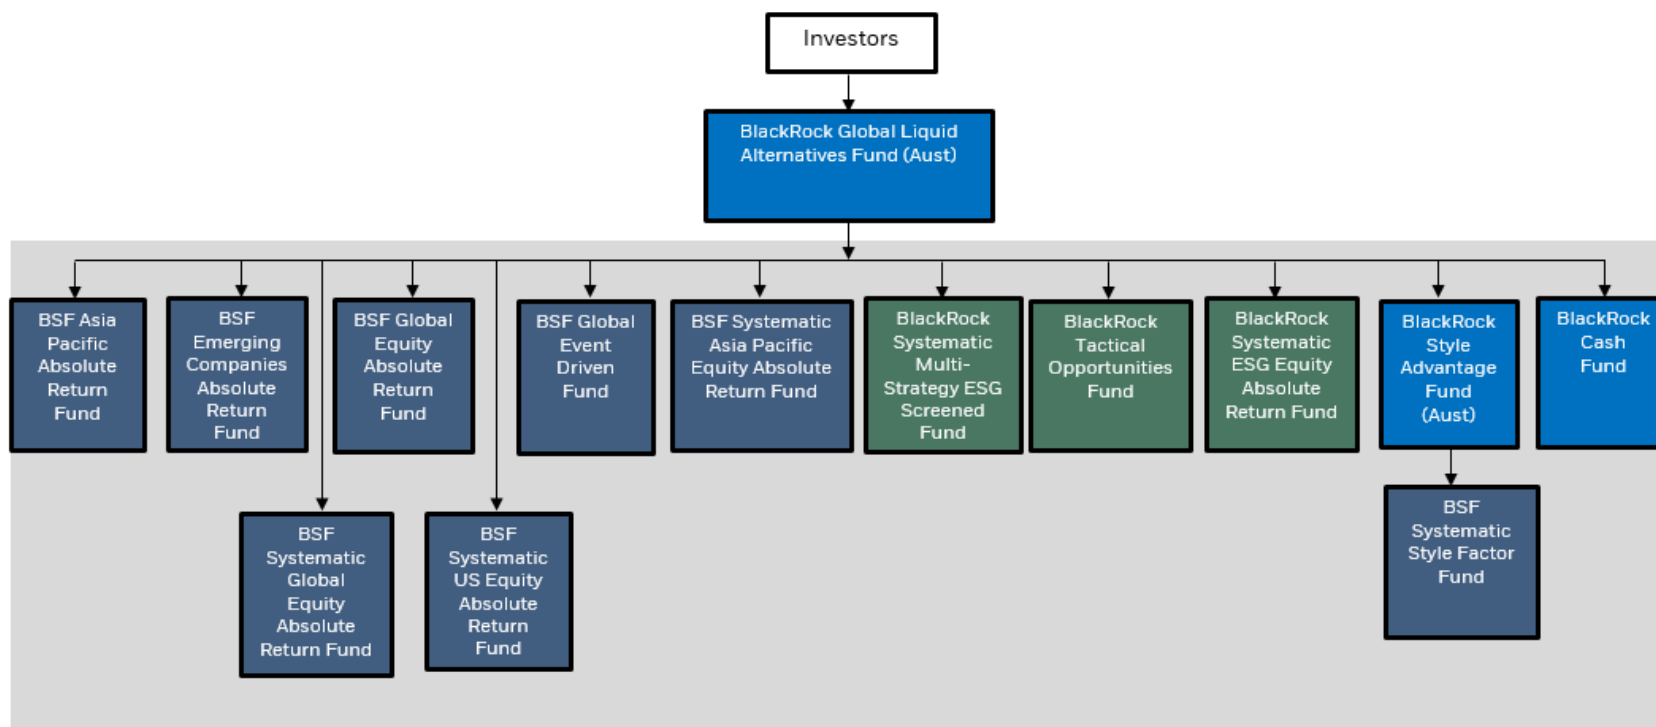 Investors
BlackRock Global Liquid
Alternatives Fund (Aust)
BSF Asia
Pacific
Absolute
Return
Fund
BSF
Emerging
Companies
Absolute
Return
Fund
BSF Global
Equity
Absolute
Return
Fund
BSF Global
Event
Driven
Fund
BSF Systematic
Asia Pacific
Equity Absolute
Return Fund
BlackRock
Systematic
Multi-
Strategy ESG
Screened
Fund
BlackRock
Tactical
Opportunities
Fund
BlackRock
Systematic
ESG Equity
Absolute
Return Fund
BlackRock
Style
Advantage
Fund
(Aust)
BlackRock
Cash
Fund
BSF
Systematic
Global
Equity
Absolute
Return Fund
BSF
Systematic
US Equity
Absolute
Return
Fund
BSF
Systematic
Style Factor
Fund